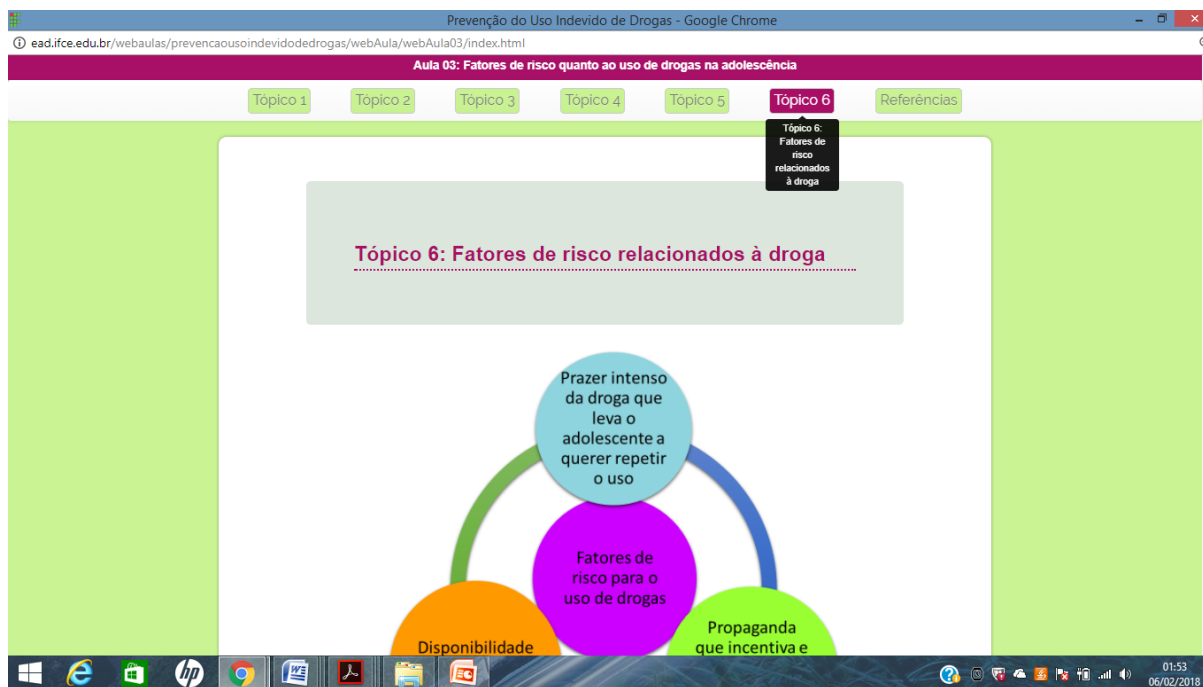 Prevenção do Uso Indevido de Drogas - Google Chrome
ead.ifce.edu.br/webaulas/prevencaousoindevidodedrogas/webAula/webAula03/index.html
Aula 03: Fatores de risco quanto ao uso de drogas na adolescência
Tópico 1 Tópico 2 Tópico 3 Tópico 4 Tópico 5 Tópico 6 Referências
Tópico 6:
Fatores de
risco
relacionados
à droga
Tópico 6: Fatores de risco relacionados à droga
Prazer intenso
da droga que
leva o
adolescente a
querer repetir
o uso
Fatores de
risco para o
uso de drogas
Disponibilidade
Propaganda
que incentiva e
01:53
06/02/2018